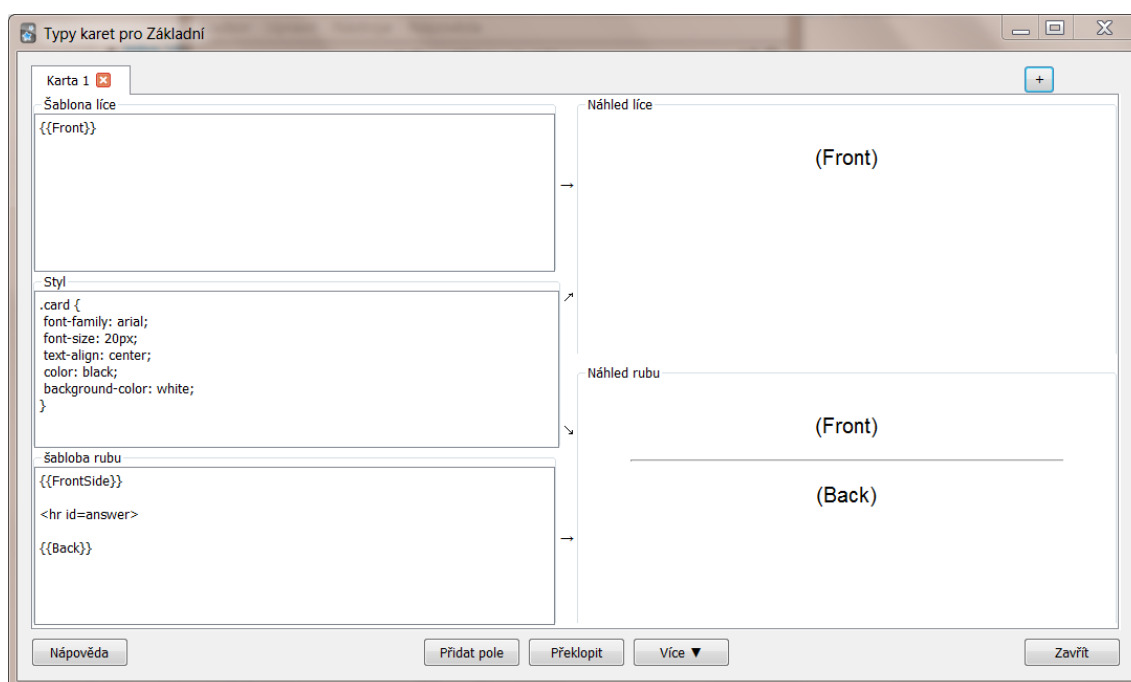 Typy karet pro Základní
Karta 1
+
Šablona líce
{{Front}}
→
Styl
.card {
font-family: arial;
font-size: 20px;
text-align: center;
color: black;
background-color: white;
}
šabloba rubu
{{FrontSide}}
<hr id=answer>
{{Back}}
→
Náhled líce
(Front)
↗
Náhled rubu
(Front)
↘
(Back)
Nápověda
Přidat pole
Překlopit
Více ▼
Zavřít